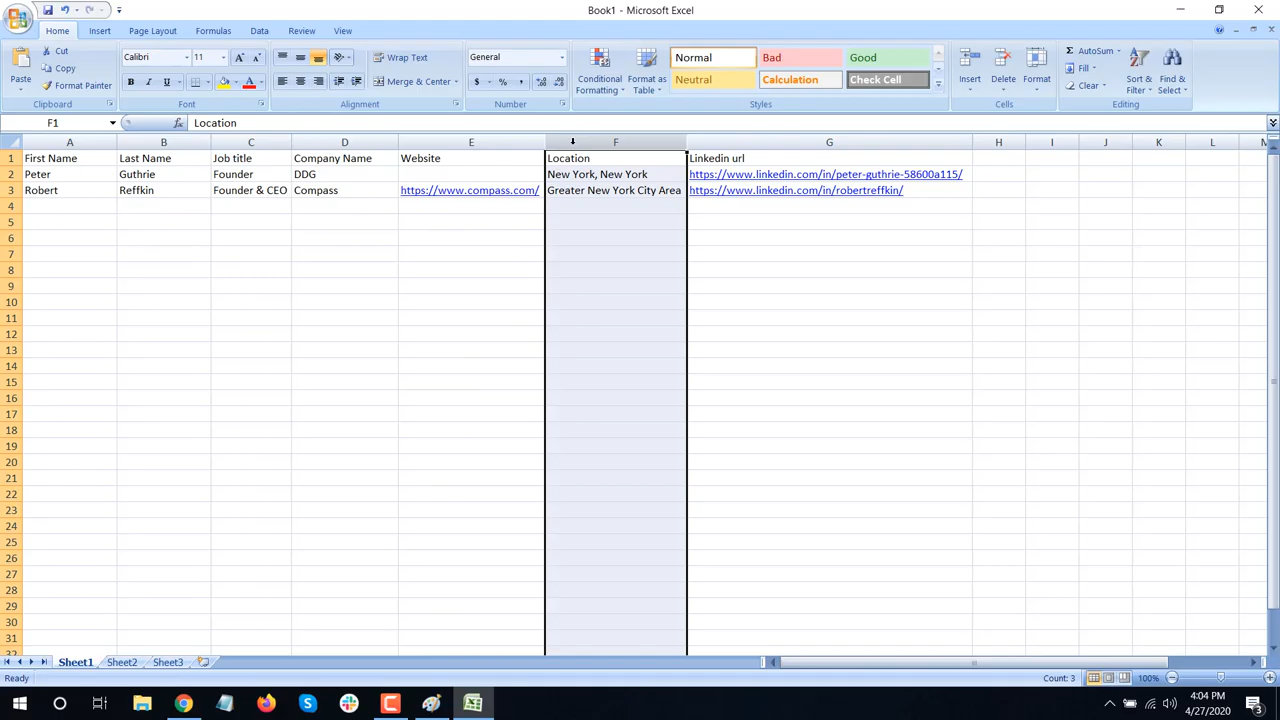 Book1 - Microsoft Excel
Home Insert Page Layout Formulas Data Review View
Paste
Cut
Copy
Format Painter
Clipboard
Calibri 11
B I U
Font
Wrap Text
Merge & Center
Alignment
General
$ % ,
Number
Conditional Formatting
Format as Table
Normal Bad Good
Neutral Calculation Check Cell
Styles
Insert Delete Format
Cells
AutoSum
Fill
Clear
Sort & Filter
Find & Select
Editing
F1 fx Location
A B C D E F G H I J K L M
1 First Name Last Name Job title Company Name Website Location Linkedin url
2 Peter Guthrie Founder DDG New York, New York https://www.linkedin.com/in/peter-guthrie-58600a115/
3 Robert Reffkin Founder & CEO Compass https://www.compass.com/ Greater New York City Area https://www.linkedin.com/in/robertreffkin/
4
5
6
7
8
9
10
11
12
13
14
15
16
17
18
19
20
21
22
23
24
25
26
27
28
29
30
31
32
Sheet1 Sheet2 Sheet3
Ready Count: 3 100%
4:04 PM
4/27/2020
3